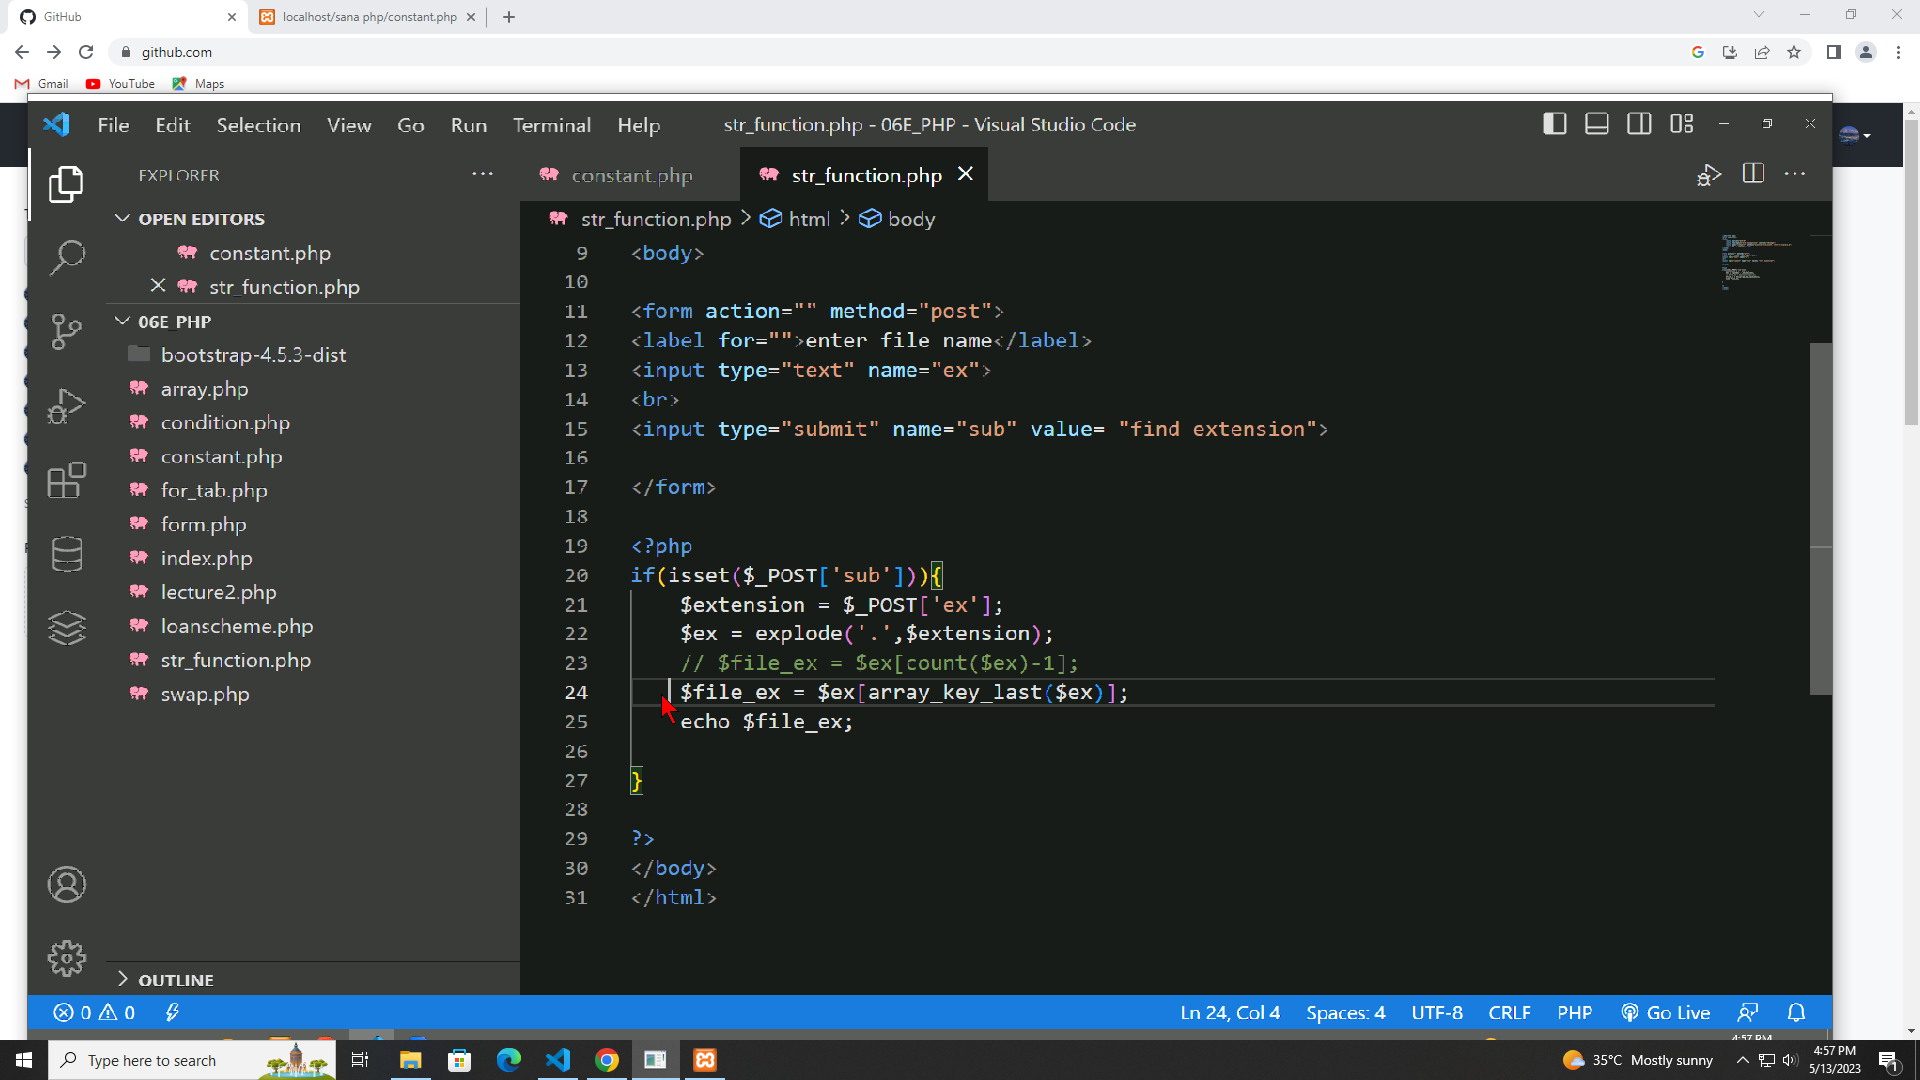 GitHub
localhost/sana php/constant.php
github.com
Gmail
YouTube
Maps
File Edit Selection View Go Run Terminal Help
str_function.php - 06E_PHP - Visual Studio Code
EXPLORER
constant.php
str_function.php
OPEN EDITORS
constant.php
str_function.php
06E_PHP
bootstrap-4.5.3-dist
array.php
condition.php
constant.php
for_tab.php
form.php
index.php
lecture2.php
loanscheme.php
str_function.php
swap.php
OUTLINE
str_function.php > html > body
9 <body>
10
11 <form action="" method="post">
12 <label for="">enter file name</label>
13 <input type="text" name="ex">
14 <br>
15 <input type="submit" name="sub" value= "find extension">
16
17 </form>
18
19 <?php
20 if(isset($_POST['sub'])){
21 $extension = $_POST['ex'];
22 $ex = explode('.',$extension);
23 // $file_ex = $ex[count($ex)-1];
24 $file_ex = $ex[array_key_last($ex)];
25 echo $file_ex;
26
27 }
28
29 ?>
30 </body>
31 </html>
0 0
Ln 24, Col 4
Spaces: 4
UTF-8
CRLF
PHP
Go Live
Type here to search
35°C Mostly sunny
4:57 PM
5/13/2023
1